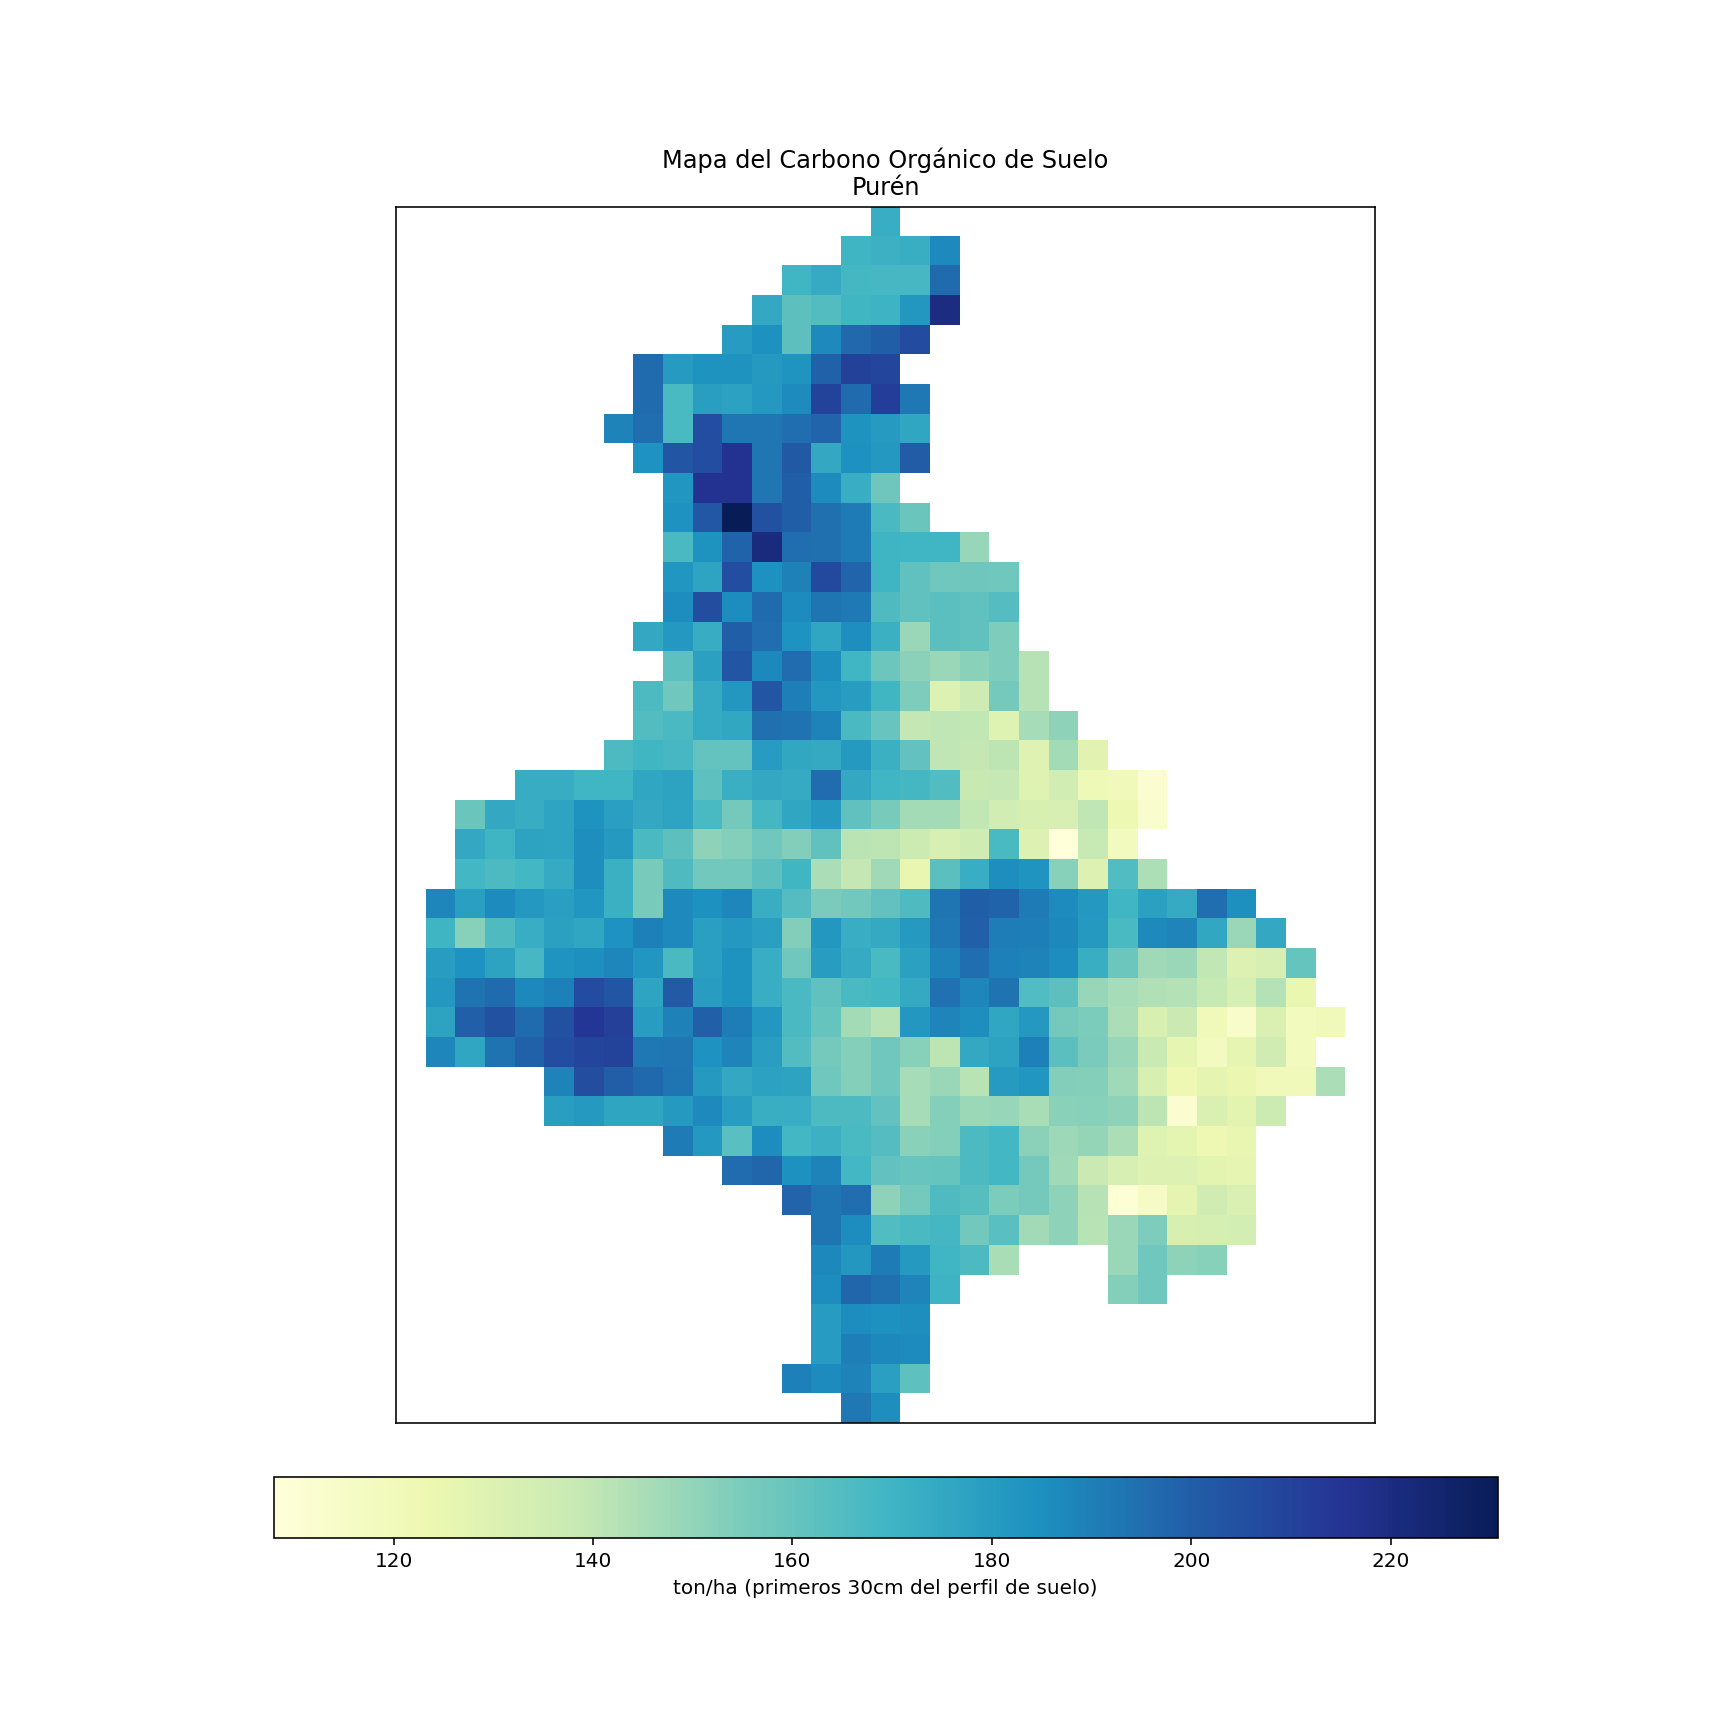 Mapa del Carbono Orgánico de Suelo
Purén
120 140 160 180 200 220
ton/ha (primeros 30cm del perfil de suelo)